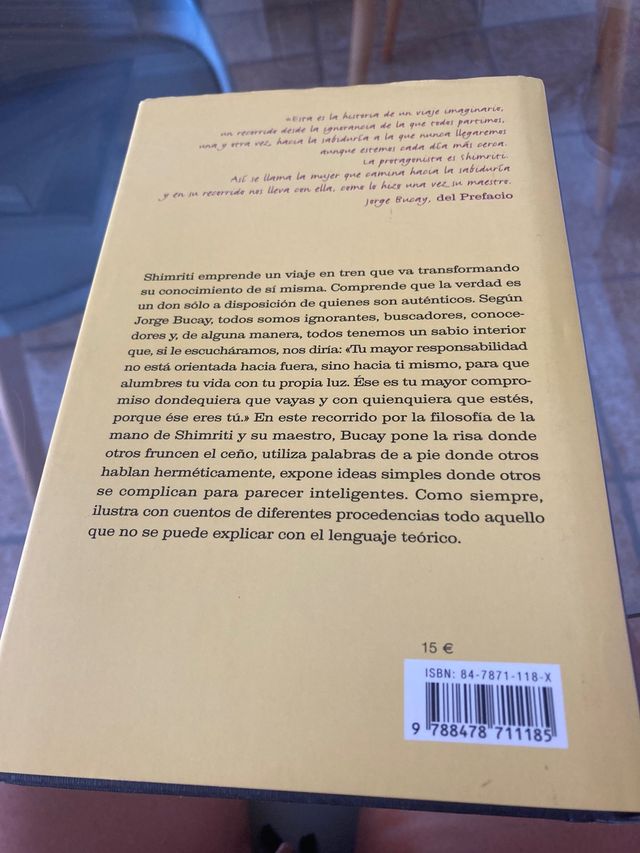 «Esta es la historia de un viaje imaginario,
un recorrido desde la ignorancia de la que todos partimos,
una y otra vez, hacia la sabiduría a la que nunca llegaremos
aunque estemos cada día más cerca.
La protagonista es Shimriti.
Así se llama la mujer que camina hacia la sabiduría
y en su recorrido nos lleva con ella, como lo hizo una vez su maestro.
Jorge Bucay, del Prefacio
Shimriti emprende un viaje en tren que va transformando
su conocimiento de sí misma. Comprende que la verdad es
un don sólo a disposición de quienes son auténticos. Según
Jorge Bucay, todos somos ignorantes, buscadores, conoce-
dores y, de alguna manera, todos tenemos un sabio interior
que, si le escucháramos, nos diría: «Tu mayor responsabilidad
no está orientada hacia fuera, sino hacia ti mismo, para que
alumbres tu vida con tu propia luz. Ése es tu mayor compro-
miso dondequiera que vayas y con quienquiera que estés,
porque ése eres tú.» En este recorrido por la filosofía de la
mano de Shimriti y su maestro, Bucay pone la risa donde
otros fruncen el ceño, utiliza palabras de a pie donde otros
hablan herméticamente, expone ideas simples donde otros
se complican para parecer inteligentes. Como siempre,
ilustra con cuentos de diferentes procedencias todo aquello
que no se puede explicar con el lenguaje teórico.
15 €
ISBN: 84-7871-118-X
9 788478 711185